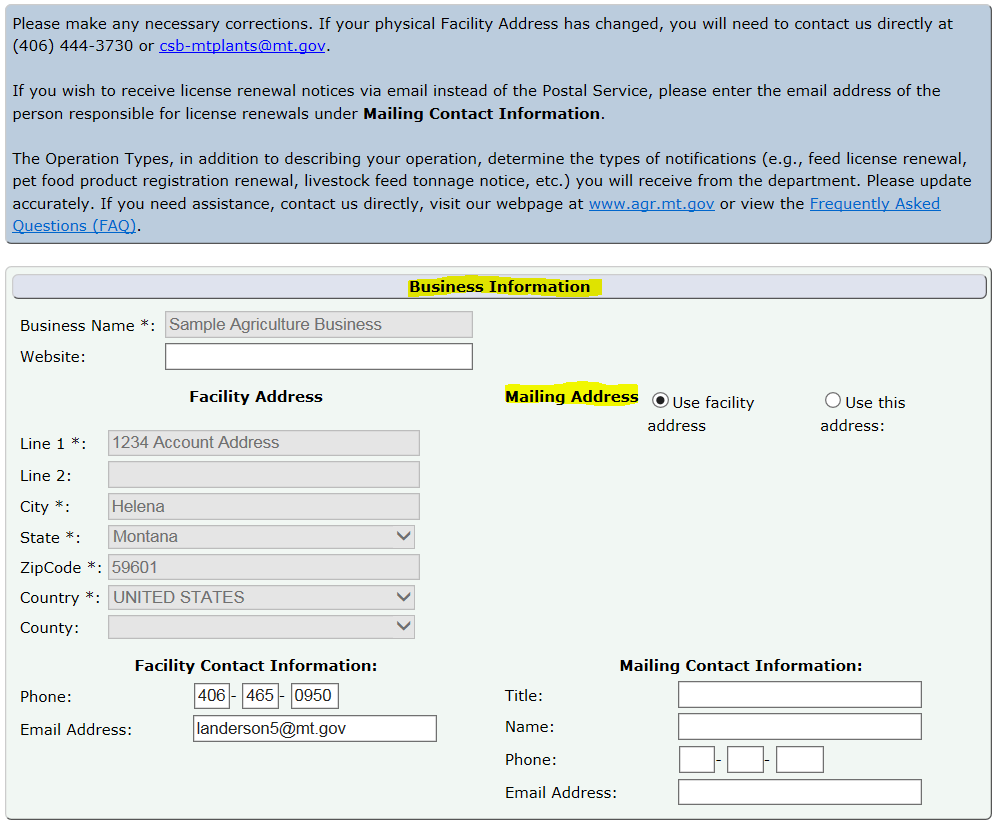 Please make any necessary corrections. If your physical Facility Address has changed, you will need to contact us directly at
(406) 444-3730 or csb-mtplants@mt.gov.
If you wish to receive license renewal notices via email instead of the Postal Service, please enter the email address of the
person responsible for license renewals under Mailing Contact Information.
The Operation Types, in addition to describing your operation, determine the types of notifications (e.g., feed license renewal,
pet food product registration renewal, livestock feed tonnage notice, etc.) you will receive from the department. Please update
accurately. If you need assistance, contact us directly, visit our webpage at www.agr.mt.gov or view the Frequently Asked
Questions (FAQ).
Business Information
Business Name *: Sample Agriculture Business
Website:
Facility Address
Line 1 *: 1234 Account Address
Line 2:
City *: Helena
State *: Montana
ZipCode *: 59601
Country *: UNITED STATES
County:
Mailing Address Use facility address Use this address:
Facility Contact Information:
Phone: 406 - 465 - 0950
Email Address: landerson5@mt.gov
Mailing Contact Information:
Title:
Name:
Phone: - -
Email Address: